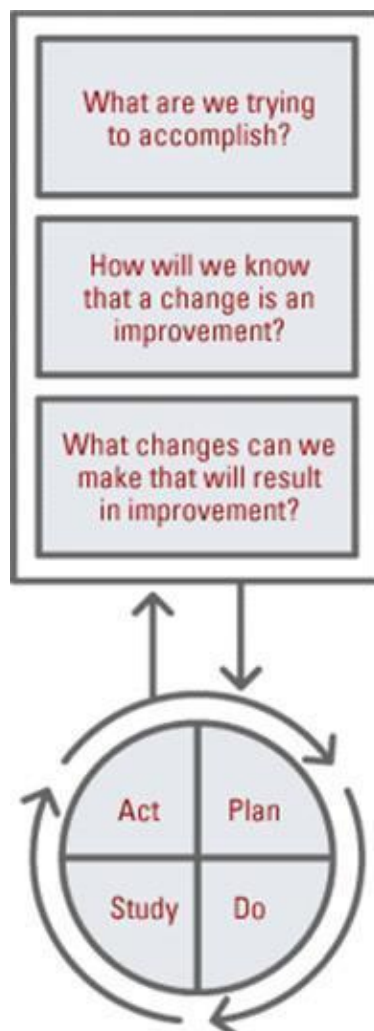 What are we trying
to accomplish?
How will we know
that a change is an
improvement?
What changes can we
make that will result
in improvement?
Act
Plan
Study
Do